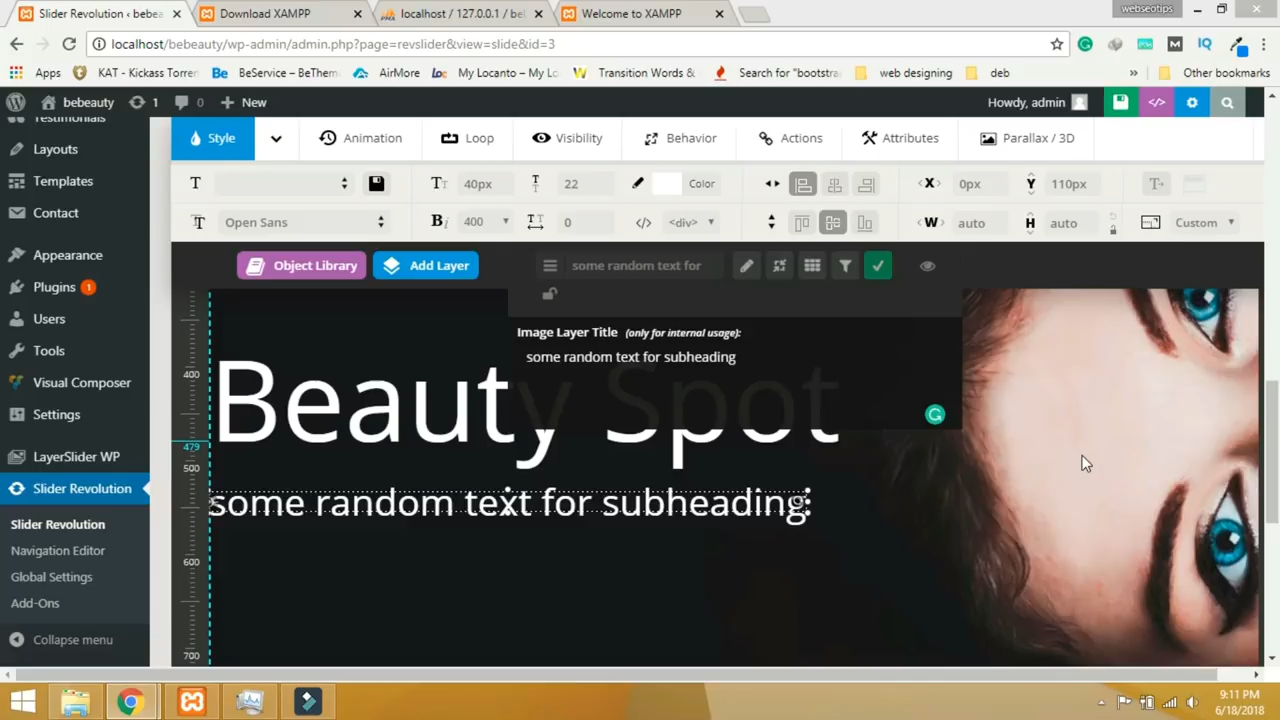 Slider Revolution ‹ bebea
Download XAMPP
localhost / 127.0.0.1 / be
Welcome to XAMPP
webseotips
localhost/bebeauty/wp-admin/admin.php?page=revslider&view=slide&id=3
Apps
KAT - Kickass Torren
BeService – BeThem
AirMore
My Locanto – My Lo
Transition Words &
Search for "bootstra
web designing
deb
»
Other bookmarks
bebeauty
1
0
New
Howdy, admin
Testimonials
Layouts
Templates
Contact
Appearance
Plugins 1
Users
Tools
Visual Composer
Settings
LayerSlider WP
Slider Revolution
Slider Revolution
Navigation Editor
Global Settings
Add-Ons
Collapse menu
Style
Animation
Loop
Visibility
Behavior
Actions
Attributes
Parallax / 3D
40px
22
Color
X
0px
Y
110px
Open Sans
400
0
<div>
W
auto
H
auto
Custom
Object Library
Add Layer
some random text for
Image Layer Title (only for internal usage):
some random text for subheading
400
479
500
600
700
Beauty Spot
some random text for subheading
9:11 PM
6/18/2018